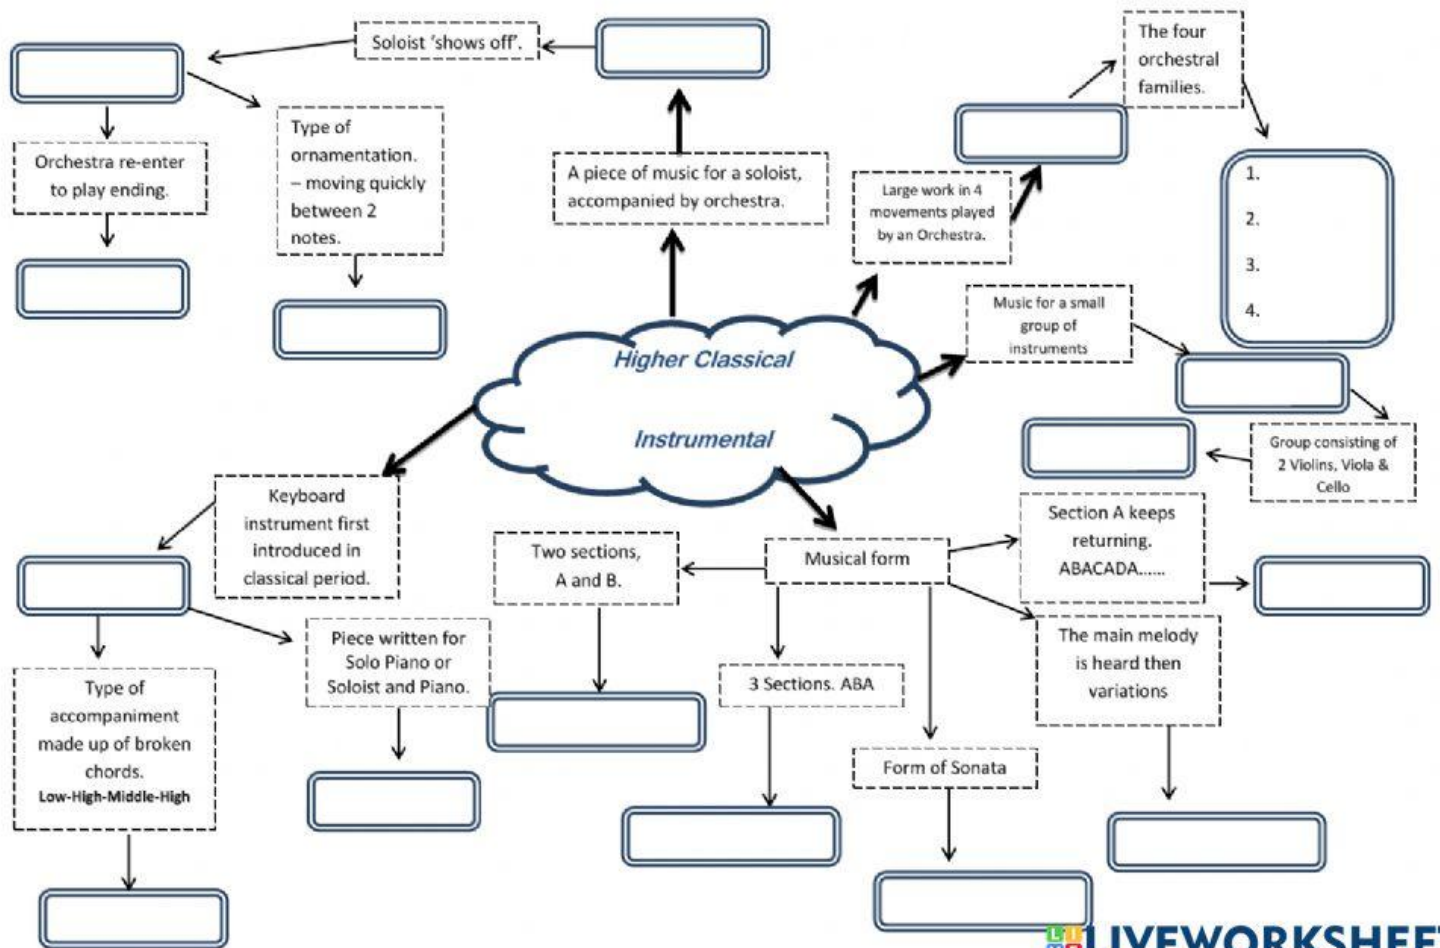 Soloist 'shows off'.
The four
orchestral
families.
Type of
ornamentation.
– moving quickly
between 2
notes.
Orchestra re-enter
to play ending.
A piece of music for a soloist,
accompanied by orchestra.
Large work in 4
movements played
by an Orchestra.
1.
2.
3.
4.
Music for a small
group of
instruments
Higher Classical
Instrumental
Group consisting of
2 Violins, Viola &
Cello
Keyboard
instrument first
introduced in
classical period.
Two sections,
A and B.
Musical form
Section A keeps
returning.
ABACADA......
Piece written for
Solo Piano or
Soloist and Piano.
The main melody
is heard then
variations
Type of
accompaniment
made up of broken
chords.
Low-High-Middle-High
3 Sections. ABA
Form of Sonata
LIVEWORKSHEET